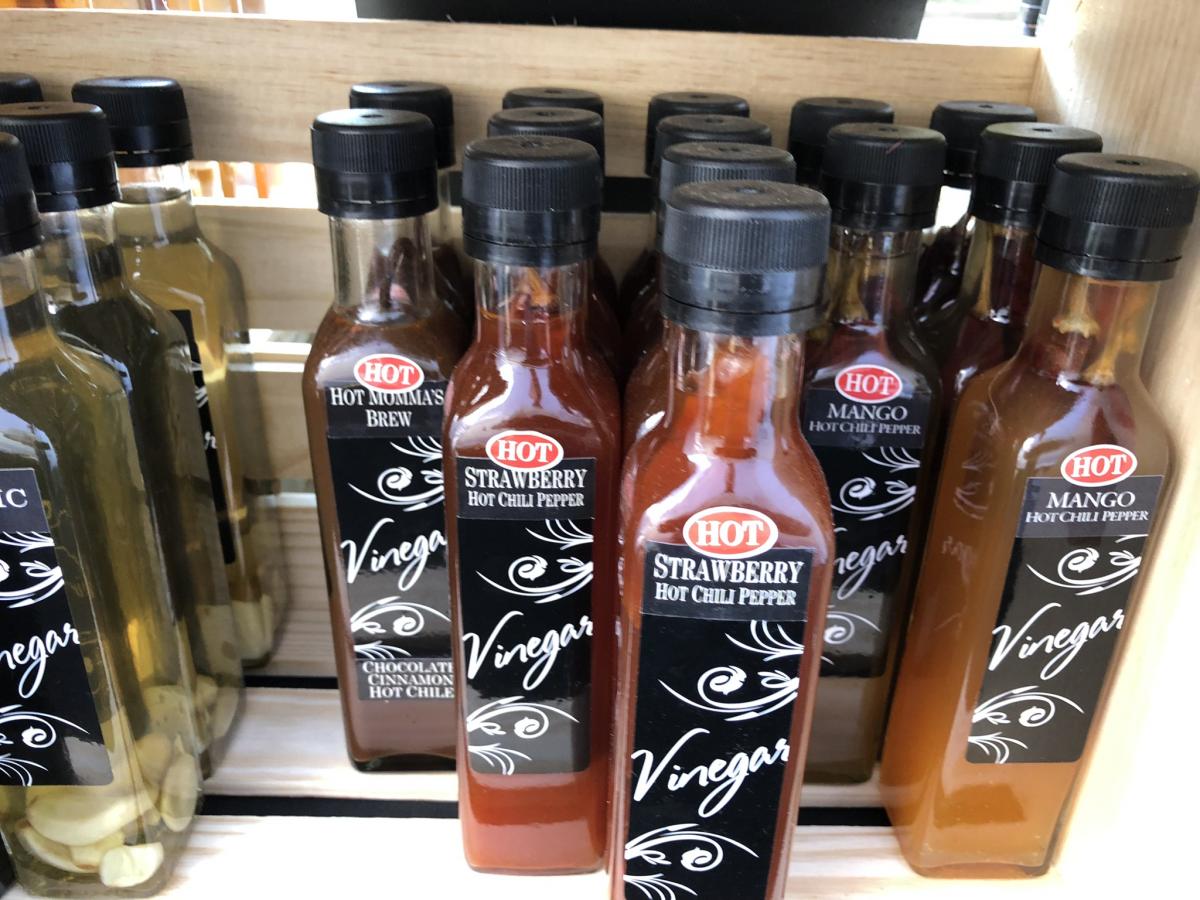 HOT
HOT MOMMA'S
BREW
Vinegar
CHOCOLATE
CINNAMON
HOT CHILE
HOT
STRAWBERRY
HOT CHILI PEPPER
Vinegar
HOT
STRAWBERRY
HOT CHILI PEPPER
Vinegar
HOT
MANGO
HOT CHILI PEPPER
Vinegar
HOT
MANGO
HOT CHILI PEPPER
Vinegar